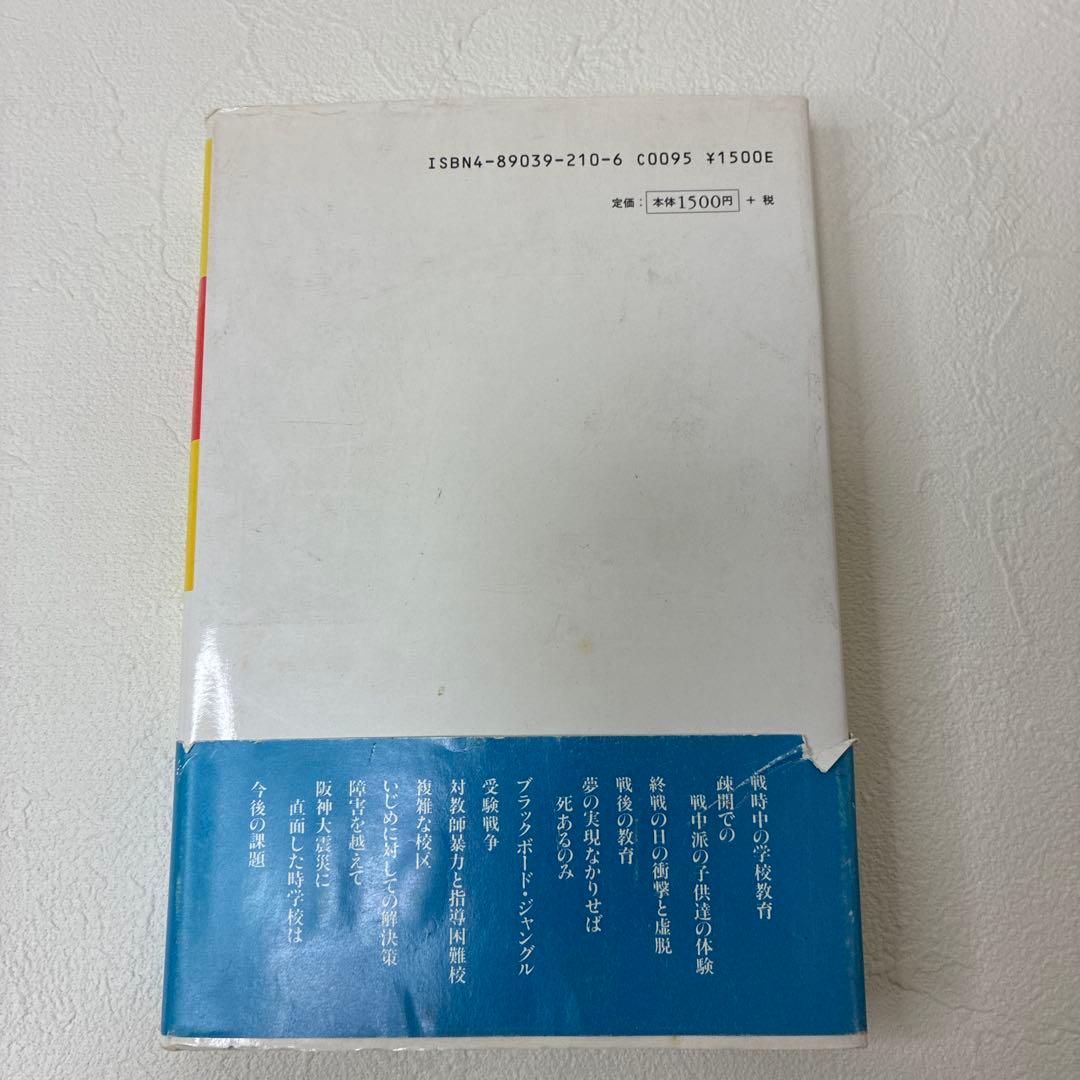 ISBN4-89039-210-6 C0095 ¥1500E
定価：本体1500円 + 税
戦時中の学校教育
疎開での
戦中派の子供達の体験
終戦の日の衝撃と虚脱
戦後の教育
夢の実現なかりせば
死あるのみ
ブラックボード・ジャングル
受験戦争
対教師暴力と指導困難校
複雑な校区
いじめに対しての解決策
障害を越えて
阪神大震災に
直面した時学校は
今後の課題